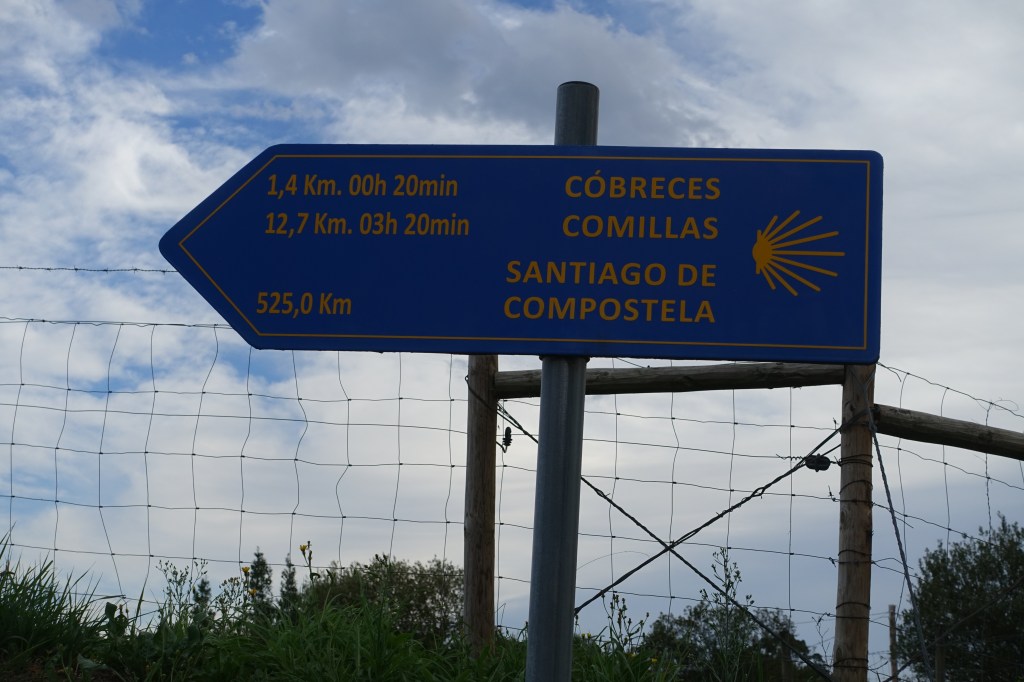 1,4 Km. 00h 20min CÓBRECES
12,7 Km. 03h 20min COMILLAS
SANTIAGO DE
525,0 Km COMPOSTELA